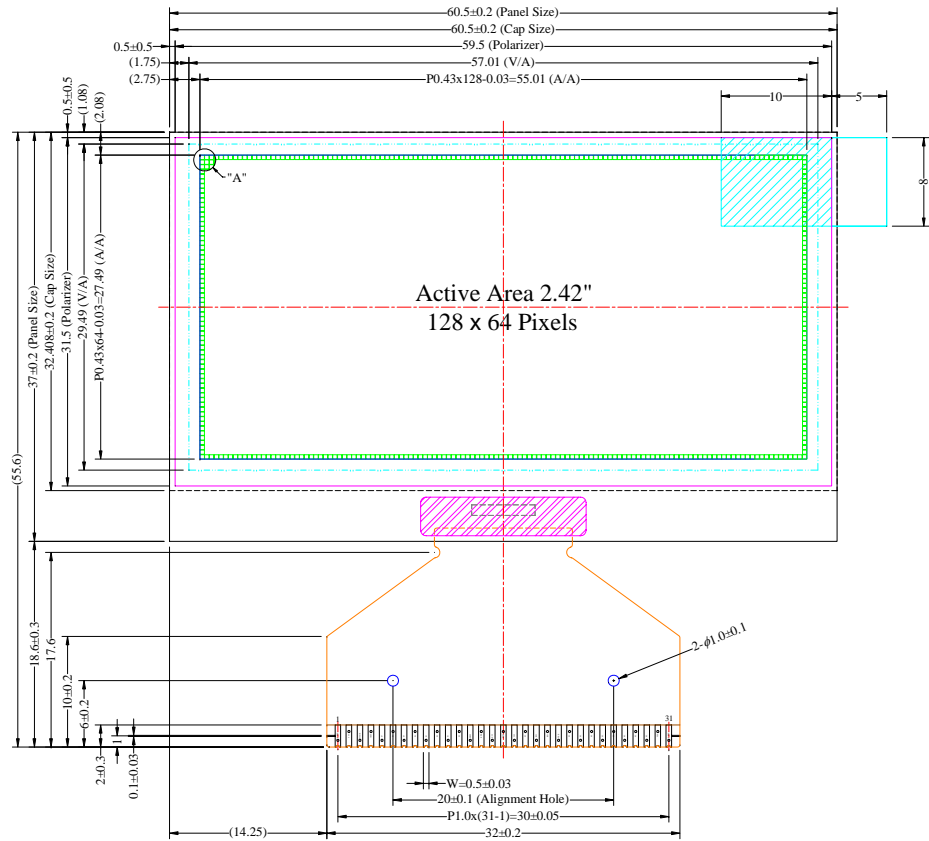 60.5±0.2 (Panel Size)
60.5±0.2 (Cap Size)
0.5±0.5
59.5 (Polarizer)
(1.75)
57.01 (V/A)
(2.75)
P0.43x128-0.03=55.01 (A/A)
0.5±0.5
(1.08)
(2.08)
10
5
8
"A"
Active Area 2.42"
128 x 64 Pixels
(55.6)
37±0.2 (Panel Size)
32.408±0.2 (Cap Size)
31.5 (Polarizer)
29.49 (V/A)
P0.43x64-0.03=27.49 (A/A)
18.6±0.3
17.6
10±0.2
6±0.2
2±0.3
1
0.1±0.03
2-ϕ1.0±0.1
1
31
W=0.5±0.03
20±0.1 (Alignment Hole)
P1.0x(31-1)=30±0.05
(14.25)
32±0.2